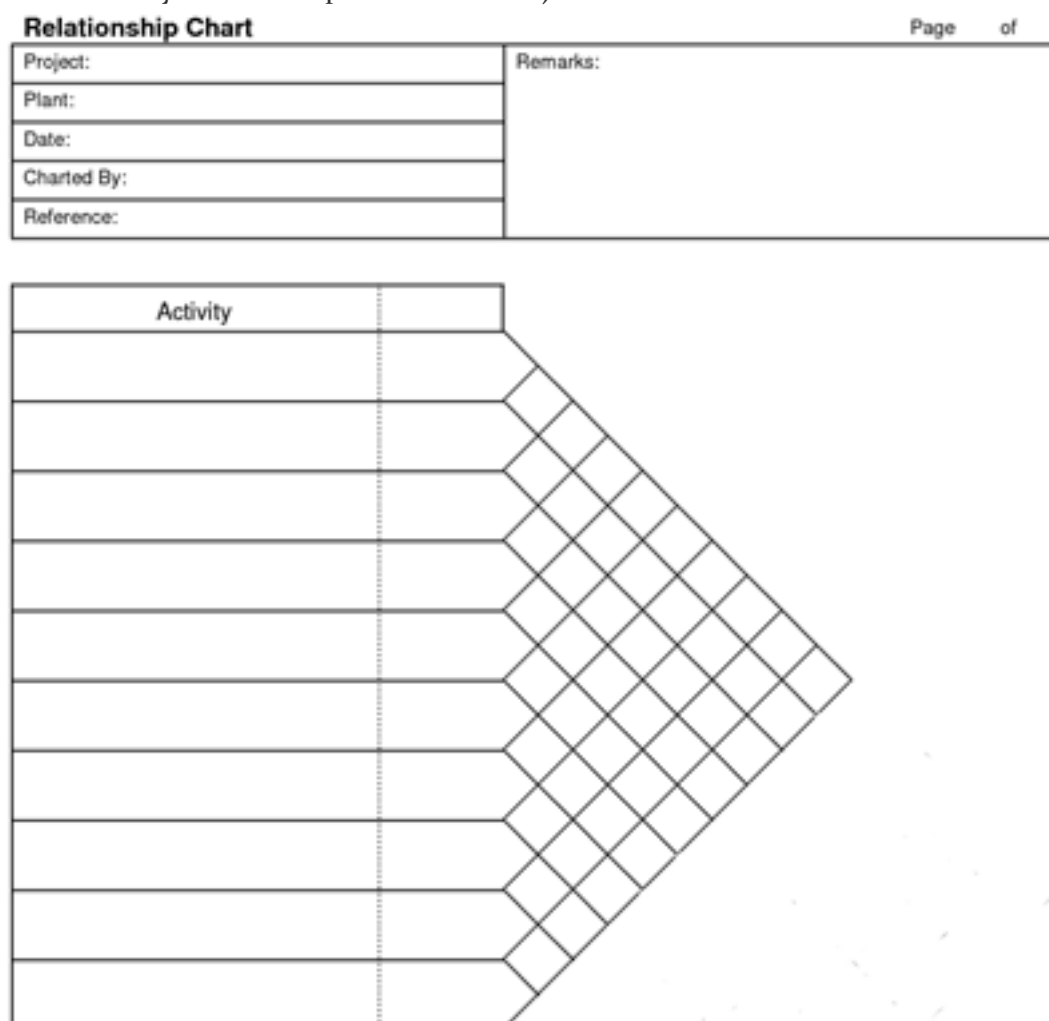 Relationship Chart
Page of
Project:
Remarks:
Plant:
Date:
Charted By:
Reference:
Activity